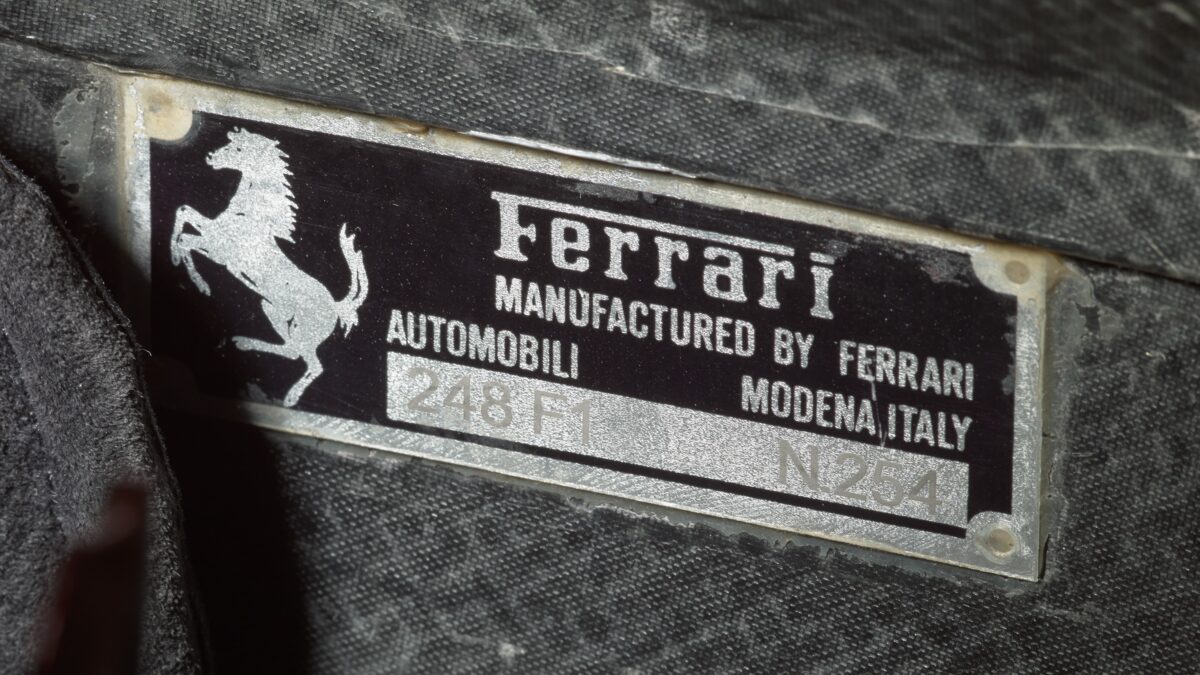 Ferrari
MANUFACTURED BY FERRARI
AUTOMOBILI MODENA, ITALY
248 F1 N254